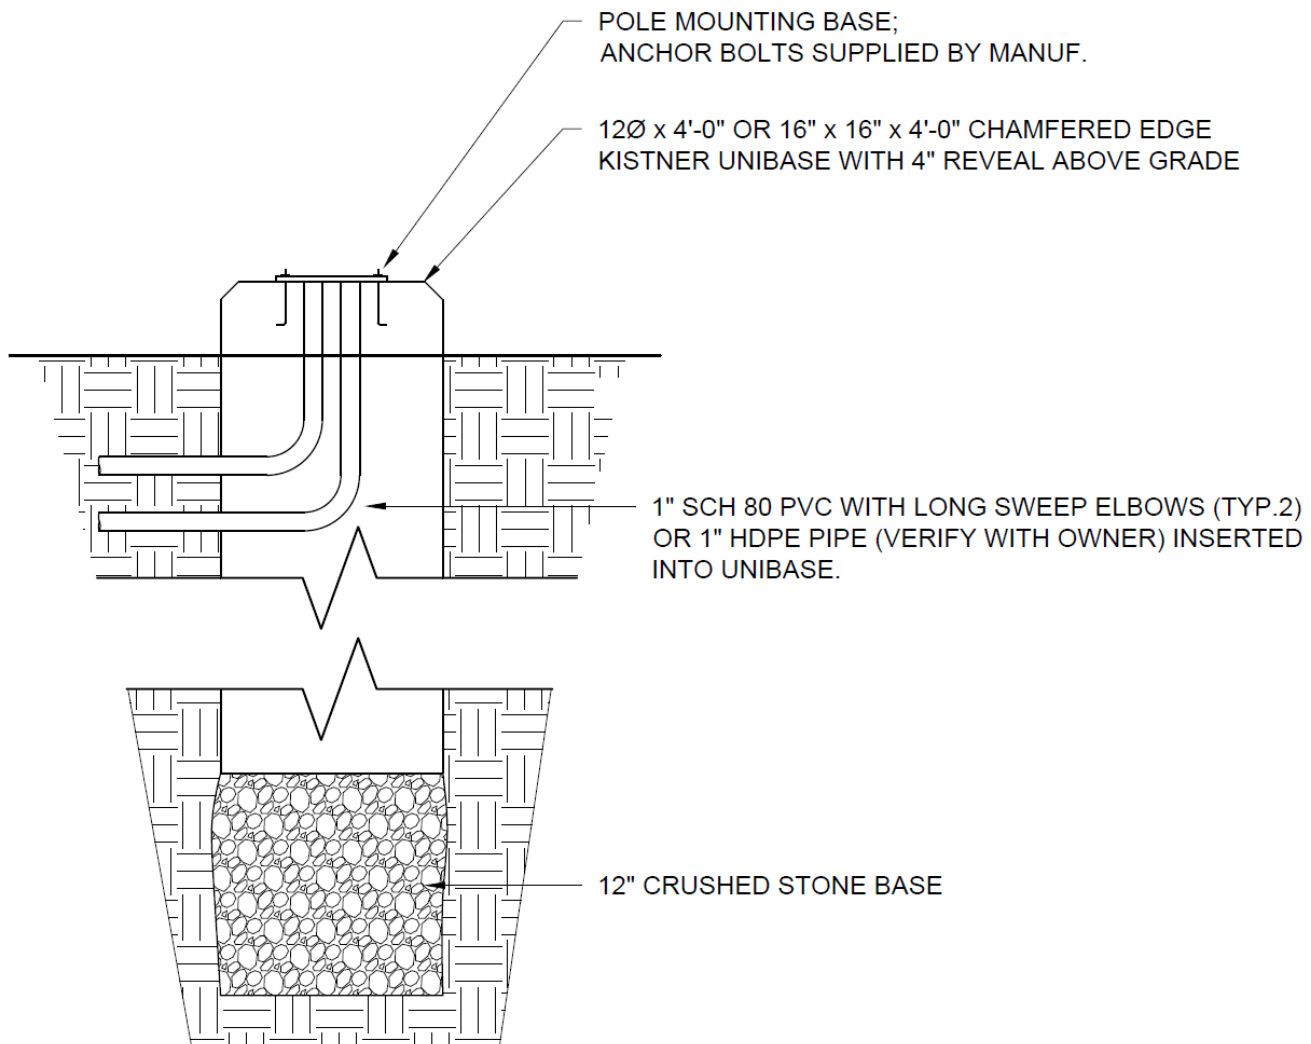 POLE MOUNTING BASE;
ANCHOR BOLTS SUPPLIED BY MANUF.
12Ø x 4'-0" OR 16" x 16" x 4'-0" CHAMFERED EDGE
KISTNER UNIBASE WITH 4" REVEAL ABOVE GRADE
1" SCH 80 PVC WITH LONG SWEEP ELBOWS (TYP.2)
OR 1" HDPE PIPE (VERIFY WITH OWNER) INSERTED
INTO UNIBASE.
12" CRUSHED STONE BASE